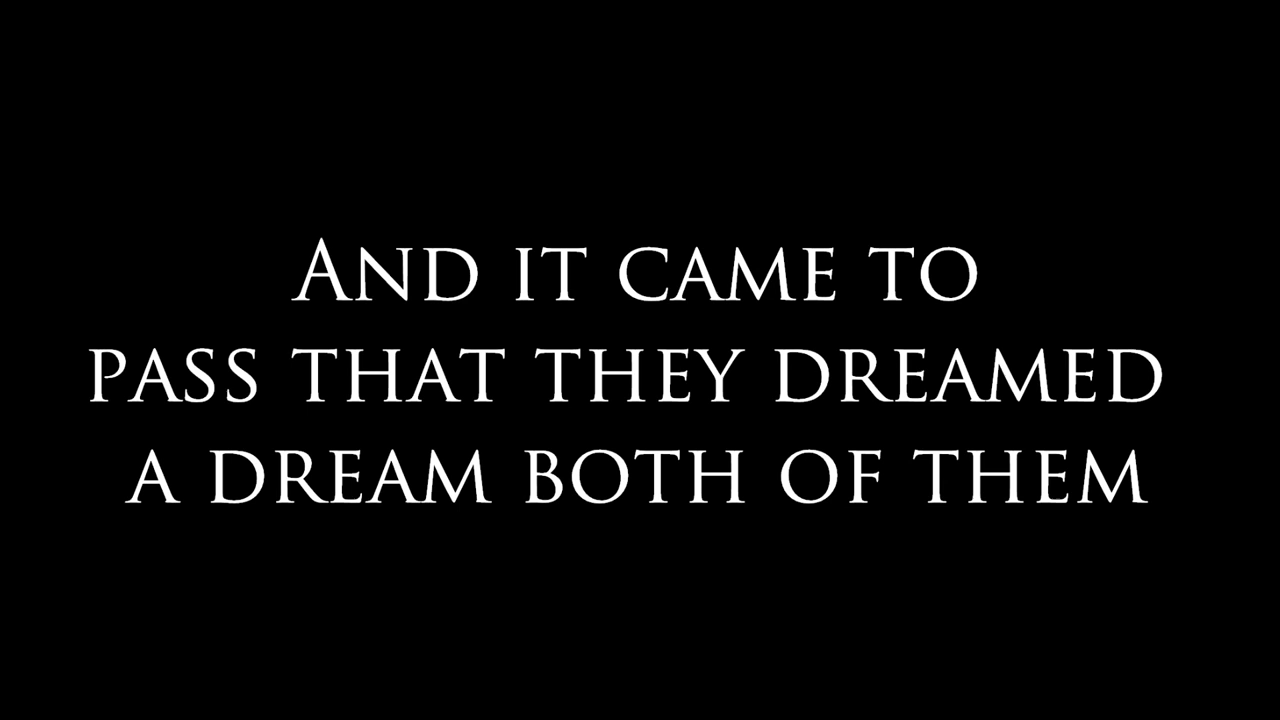 And it came to
pass that they dreamed
a dream both of them